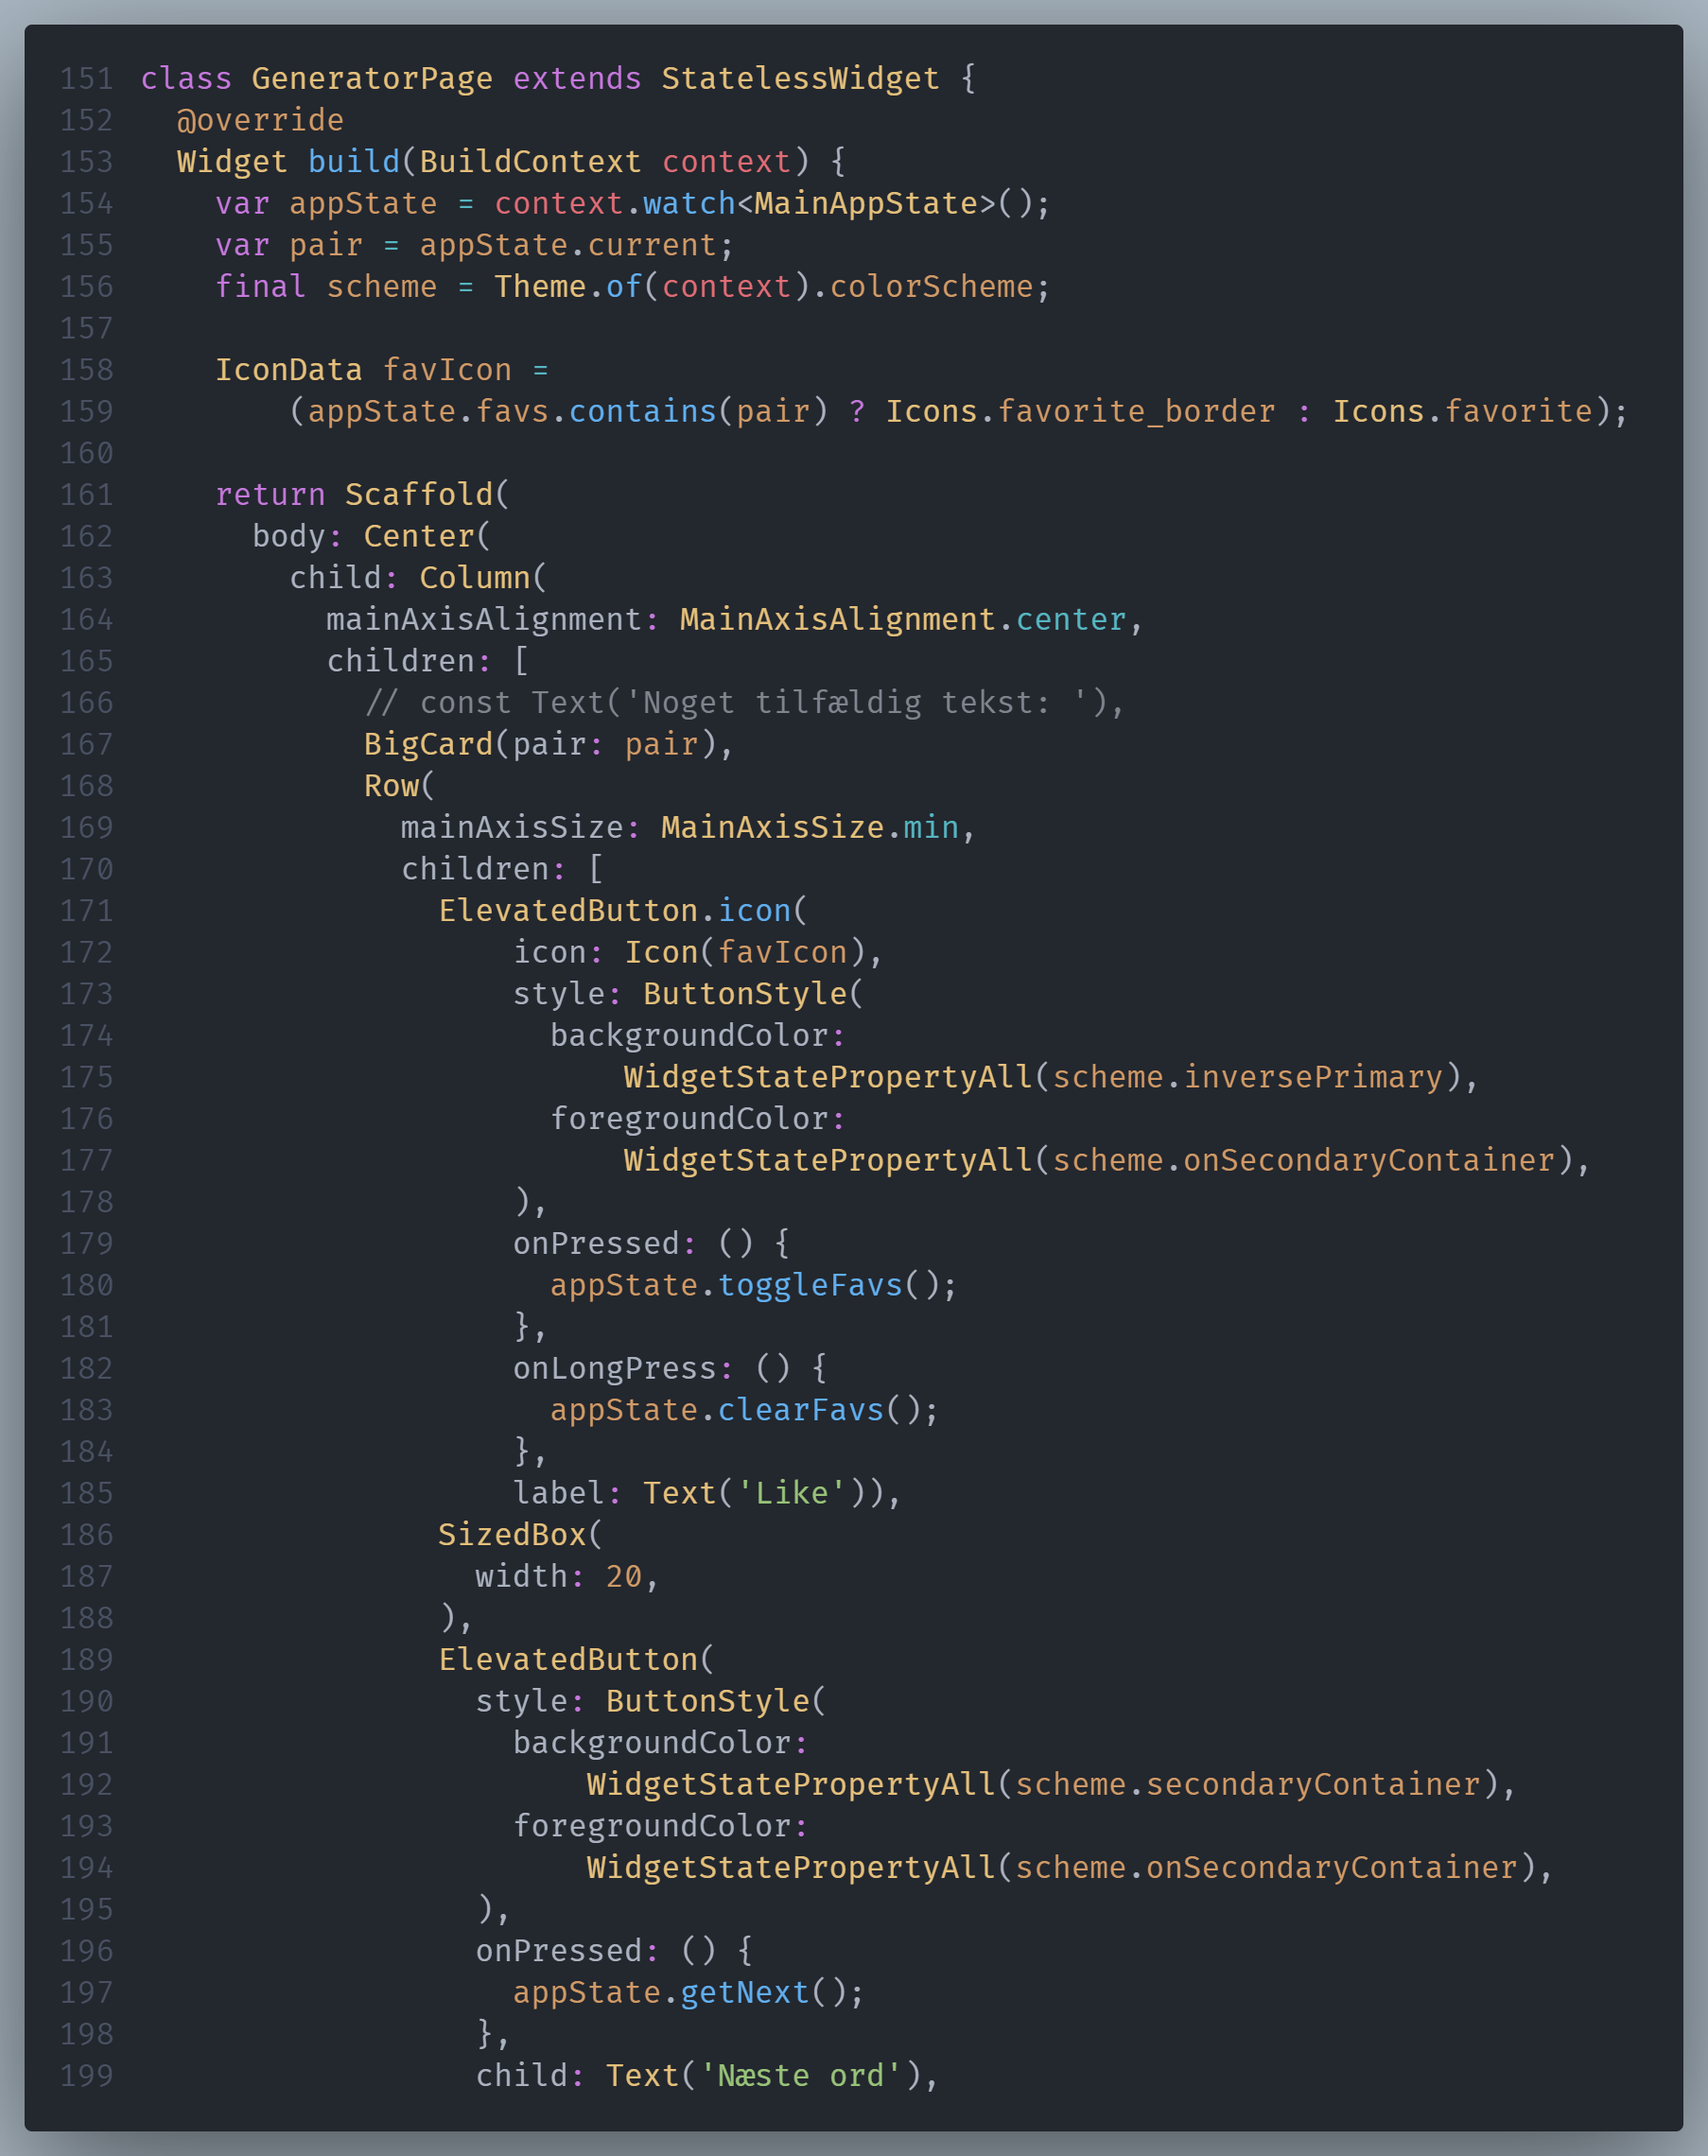 151 class GeneratorPage extends StatelessWidget {
152   @override
153   Widget build(BuildContext context) {
154     var appState = context.watch<MainAppState>();
155     var pair = appState.current;
156     final scheme = Theme.of(context).colorScheme;
157
158     IconData favIcon =
159         (appState.favs.contains(pair) ? Icons.favorite_border : Icons.favorite);
160
161     return Scaffold(
162       body: Center(
163         child: Column(
164           mainAxisAlignment: MainAxisAlignment.center,
165           children: [
166             // const Text('Noget tilfældig tekst: '),
167             BigCard(pair: pair),
168             Row(
169               mainAxisSize: MainAxisSize.min,
170               children: [
171                 ElevatedButton.icon(
172                     icon: Icon(favIcon),
173                     style: ButtonStyle(
174                       backgroundColor:
175                           WidgetStatePropertyAll(scheme.inversePrimary),
176                       foregroundColor:
177                           WidgetStatePropertyAll(scheme.onSecondaryContainer),
178                     ),
179                     onPressed: () {
180                       appState.toggleFavs();
181                     },
182                     onLongPress: () {
183                       appState.clearFavs();
184                     },
185                     label: Text('Like')),
186                 SizedBox(
187                   width: 20,
188                 ),
189                 ElevatedButton(
190                   style: ButtonStyle(
191                     backgroundColor:
192                         WidgetStatePropertyAll(scheme.secondaryContainer),
193                     foregroundColor:
194                         WidgetStatePropertyAll(scheme.onSecondaryContainer),
195                   ),
196                   onPressed: () {
197                     appState.getNext();
198                   },
199                   child: Text('Næste ord'),